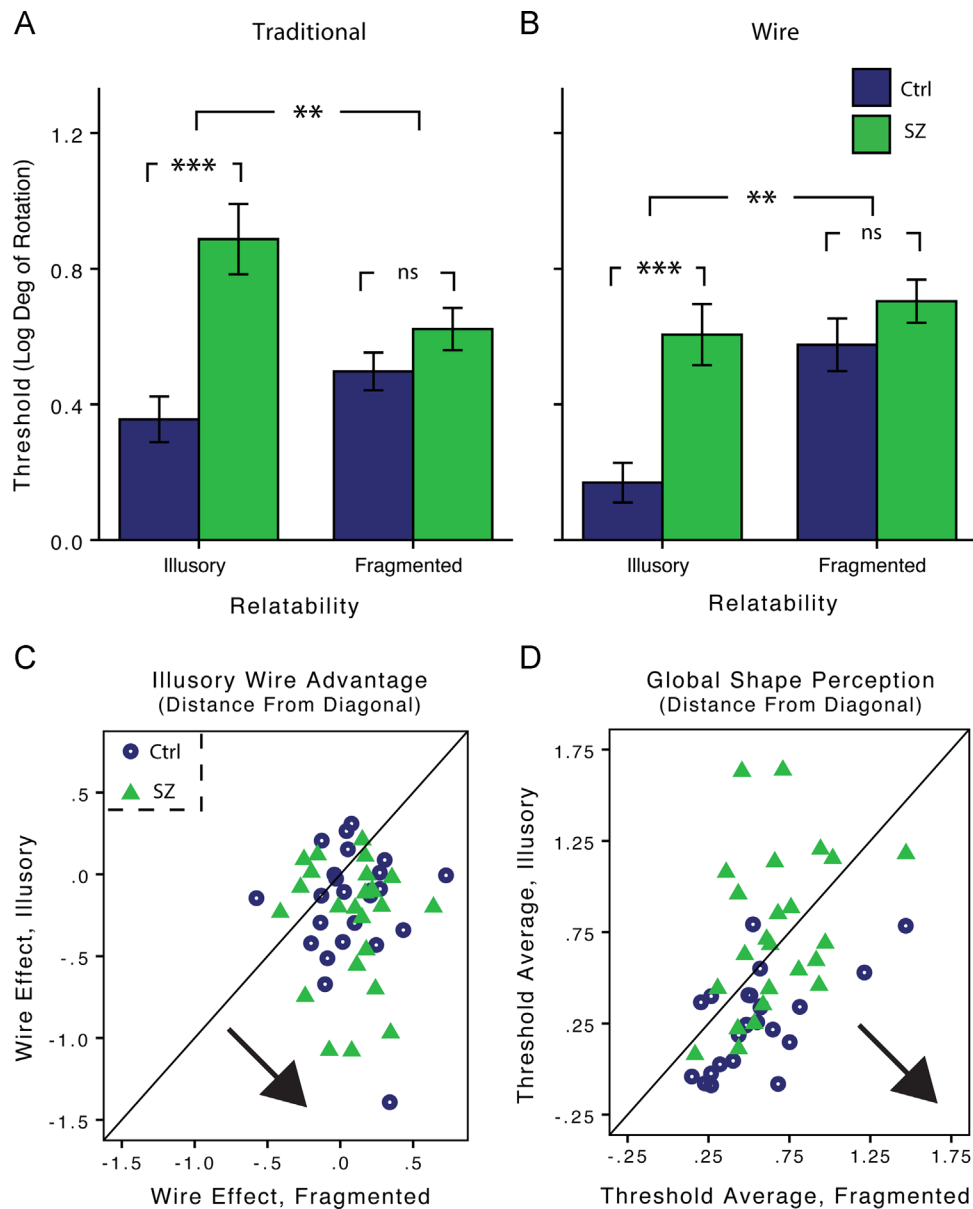 A
Traditional
B
Wire
Ctrl
SZ
Threshold (Log Deg of Rotation)
1.2
0.8
0.4
0.0
**
***
ns
**
***
ns
Illusory
Fragmented
Illusory
Fragmented
Relatability
Relatability
C
Illusory Wire Advantage
(Distance From Diagonal)
Ctrl
SZ
Wire Effect, Illusory
.5
.0
-.5
-1.0
-1.5
-1.5 -1.0 -.5 .0 .5
Wire Effect, Fragmented
D
Global Shape Perception
(Distance From Diagonal)
Threshold Average, Illusory
1.75
1.25
.75
.25
-.25
-.25 .25 .75 1.25 1.75
Threshold Average, Fragmented